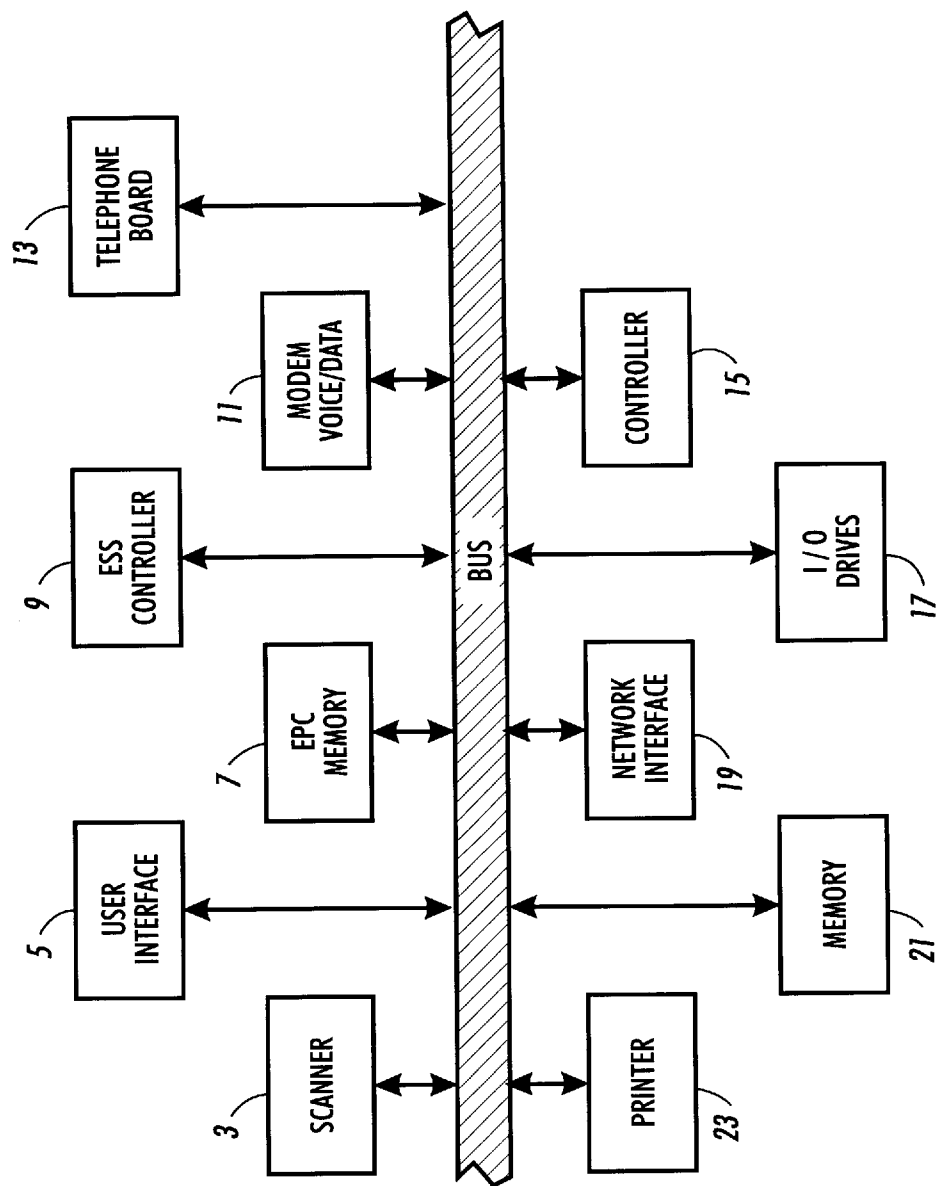 13
TELEPHONE
BOARD
11
MODEM
VOICE/DATA
9
ESS
CONTROLLER
7
EPC
MEMORY
5
USER
INTERFACE
3
SCANNER
BUS
CONTROLLER
15
I/O
DRIVES
17
NETWORK
INTERFACE
19
MEMORY
21
PRINTER
23